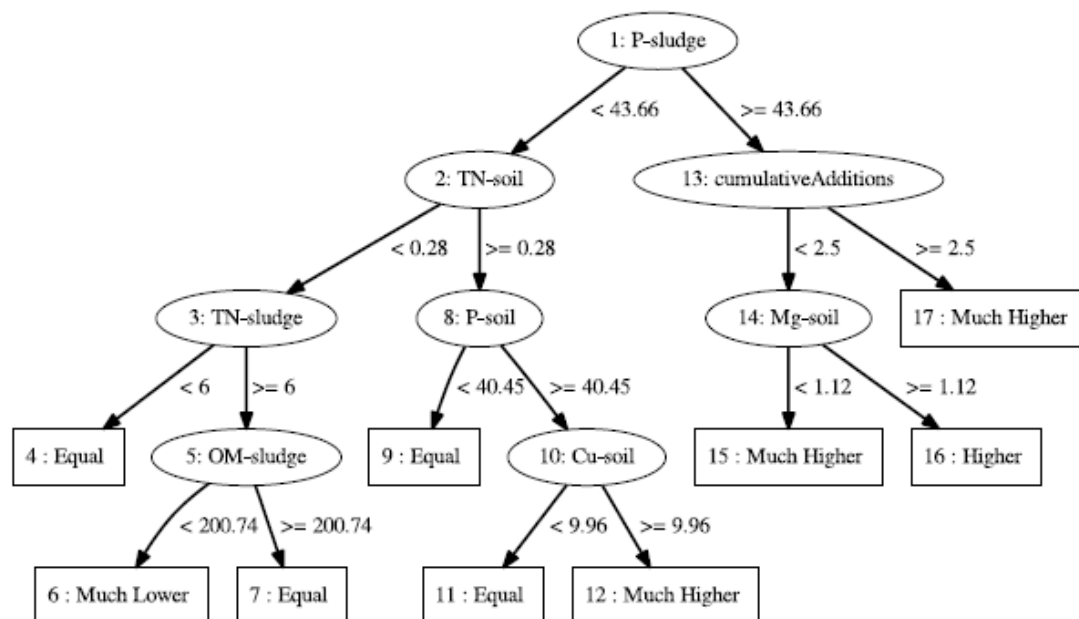 1: P-sludge
< 43.66
>= 43.66
2: TN-soil
13: cumulativeAdditions
< 0.28
>= 0.28
< 2.5
>= 2.5
3: TN-sludge
8: P-soil
14: Mg-soil
17 : Much Higher
< 6
>= 6
< 40.45
>= 40.45
< 1.12
>= 1.12
4 : Equal
5: OM-sludge
9 : Equal
10: Cu-soil
15 : Much Higher
16 : Higher
< 200.74
>= 200.74
< 9.96
>= 9.96
6 : Much Lower
7 : Equal
11 : Equal
12 : Much Higher